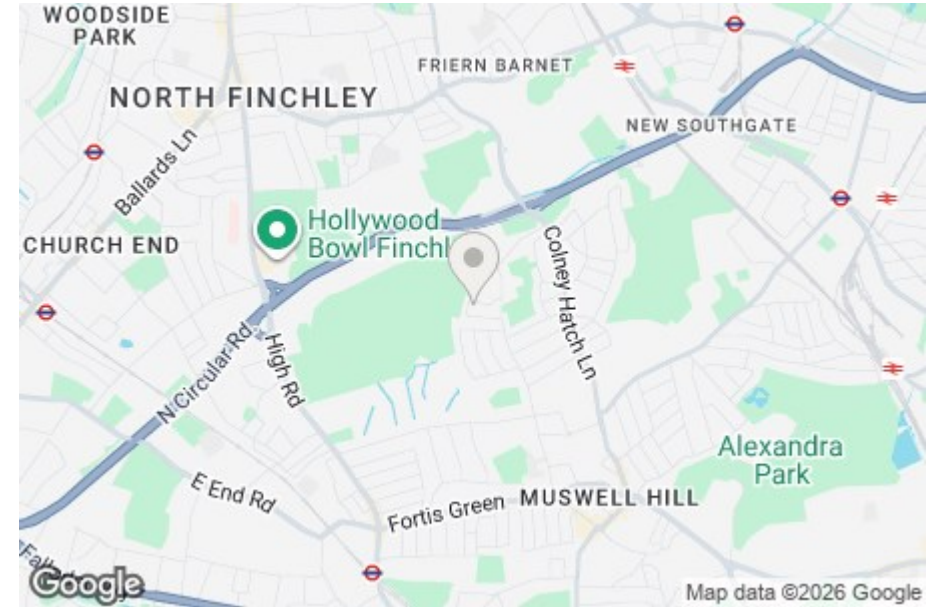 WOODSIDE
PARK
FRIERN BARNET
NORTH FINCHLEY
NEW SOUTHGATE
Ballards Ln
CHURCH END
Hollywood
Bowl Finchl
Colney Hatch Ln
High Rd
N Circular Rd
Alexandra
Park
E End Rd
Fortis Green
MUSWELL HILL
Google
Map data ©2026 Google